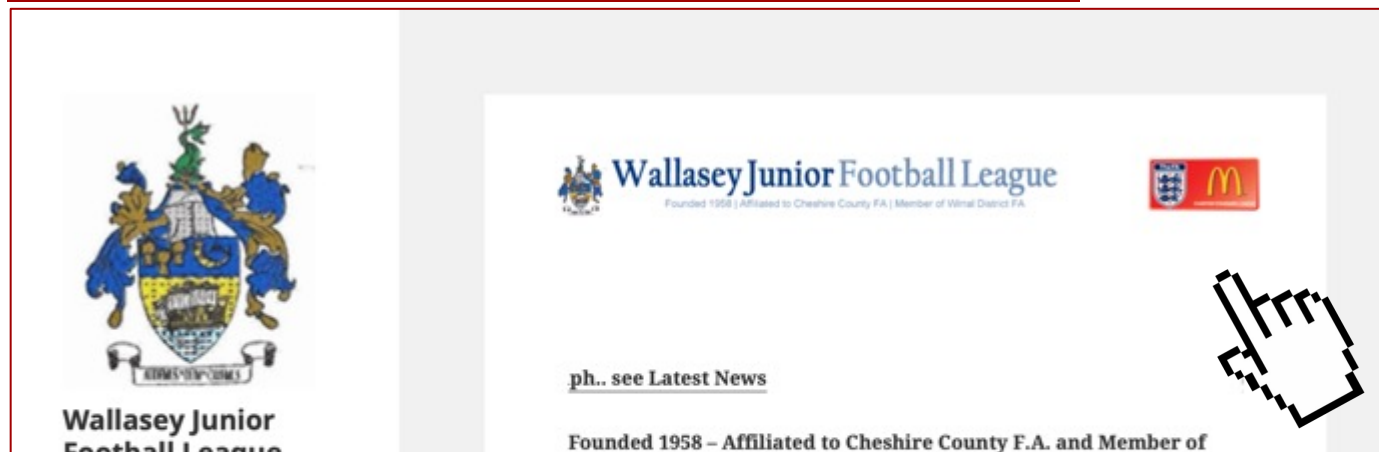 Wallasey Junior Football League
Founded 1958 | Affiliated to Cheshire County FA | Member of Wirral District FA
ph.. see Latest News
Wallasey Junior
Football League
Founded 1958 – Affiliated to Cheshire County F.A. and Member of